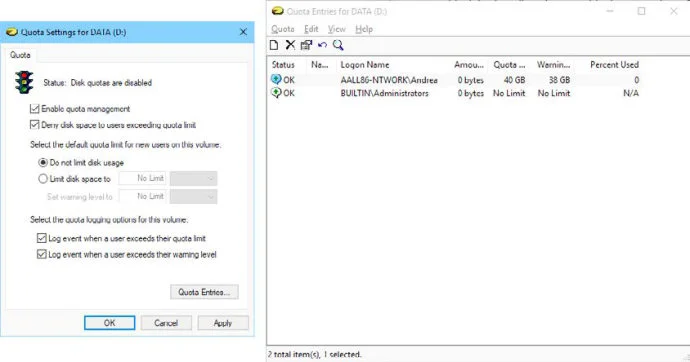 Quota Settings for DATA (D:)
Quota
Status: Disk quotas are disabled
Enable quota management
Deny disk space to users exceeding quota limit
Select the default quota limit for new users on this volume:
Do not limit disk usage
Limit disk space to No Limit
Set warning level to No Limit
Select the quota logging options for this volume:
Log event when a user exceeds their quota limit
Log event when a user exceeds their warning level
Quota Entries...
OK Cancel Apply
Quota Entries for DATA (D:)
Quota Edit View Help
Status Na... Logon Name Amou... Quota ... Warnin... Percent Used
OK AALL86-NTWORK\Andrea 0 bytes 40 GB 38 GB 0
OK BUILTIN\Administrators 0 bytes No Limit No Limit N/A
2 total item(s), 1 selected.